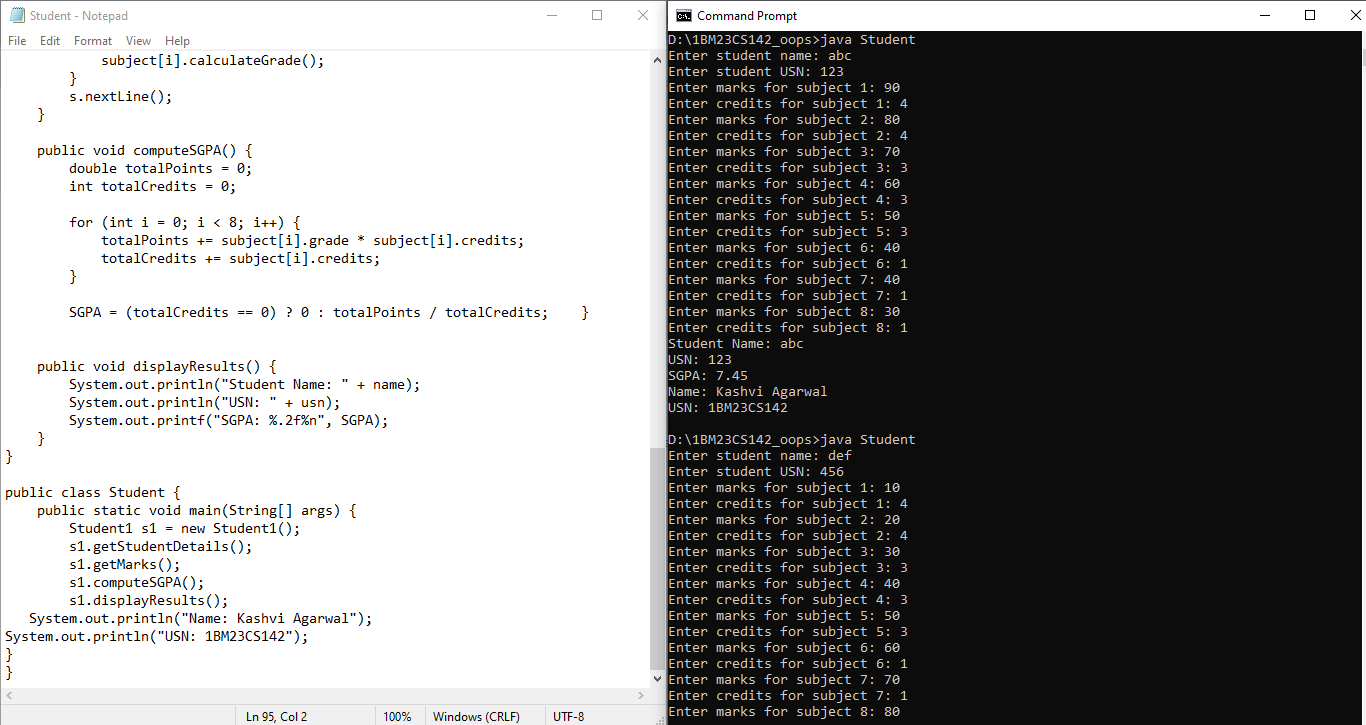 Student - Notepad
File Edit Format View Help
            subject[i].calculateGrade();
        }
        s.nextLine();
    }

    public void computeSGPA() {
        double totalPoints = 0;
        int totalCredits = 0;

        for (int i = 0; i < 8; i++) {
            totalPoints += subject[i].grade * subject[i].credits;
            totalCredits += subject[i].credits;
        }

        SGPA = (totalCredits == 0) ? 0 : totalPoints / totalCredits;    }


    public void displayResults() {
        System.out.println("Student Name: " + name);
        System.out.println("USN: " + usn);
        System.out.printf("SGPA: %.2f%n", SGPA);
    }
}

public class Student {
    public static void main(String[] args) {
        Student1 s1 = new Student1();
        s1.getStudentDetails();
        s1.getMarks();
        s1.computeSGPA();
        s1.displayResults();
   System.out.println("Name: Kashvi Agarwal");
System.out.println("USN: 1BM23CS142");
}
}
Ln 95, Col 2 100% Windows (CRLF) UTF-8
C:\. Command Prompt
D:\1BM23CS142_oops>java Student
Enter student name: abc
Enter student USN: 123
Enter marks for subject 1: 90
Enter credits for subject 1: 4
Enter marks for subject 2: 80
Enter credits for subject 2: 4
Enter marks for subject 3: 70
Enter credits for subject 3: 3
Enter marks for subject 4: 60
Enter credits for subject 4: 3
Enter marks for subject 5: 50
Enter credits for subject 5: 3
Enter marks for subject 6: 40
Enter credits for subject 6: 1
Enter marks for subject 7: 40
Enter credits for subject 7: 1
Enter marks for subject 8: 30
Enter credits for subject 8: 1
Student Name: abc
USN: 123
SGPA: 7.45
Name: Kashvi Agarwal
USN: 1BM23CS142

D:\1BM23CS142_oops>java Student
Enter student name: def
Enter student USN: 456
Enter marks for subject 1: 10
Enter credits for subject 1: 4
Enter marks for subject 2: 20
Enter credits for subject 2: 4
Enter marks for subject 3: 30
Enter credits for subject 3: 3
Enter marks for subject 4: 40
Enter credits for subject 4: 3
Enter marks for subject 5: 50
Enter credits for subject 5: 3
Enter marks for subject 6: 60
Enter credits for subject 6: 1
Enter marks for subject 7: 70
Enter credits for subject 7: 1
Enter marks for subject 8: 80